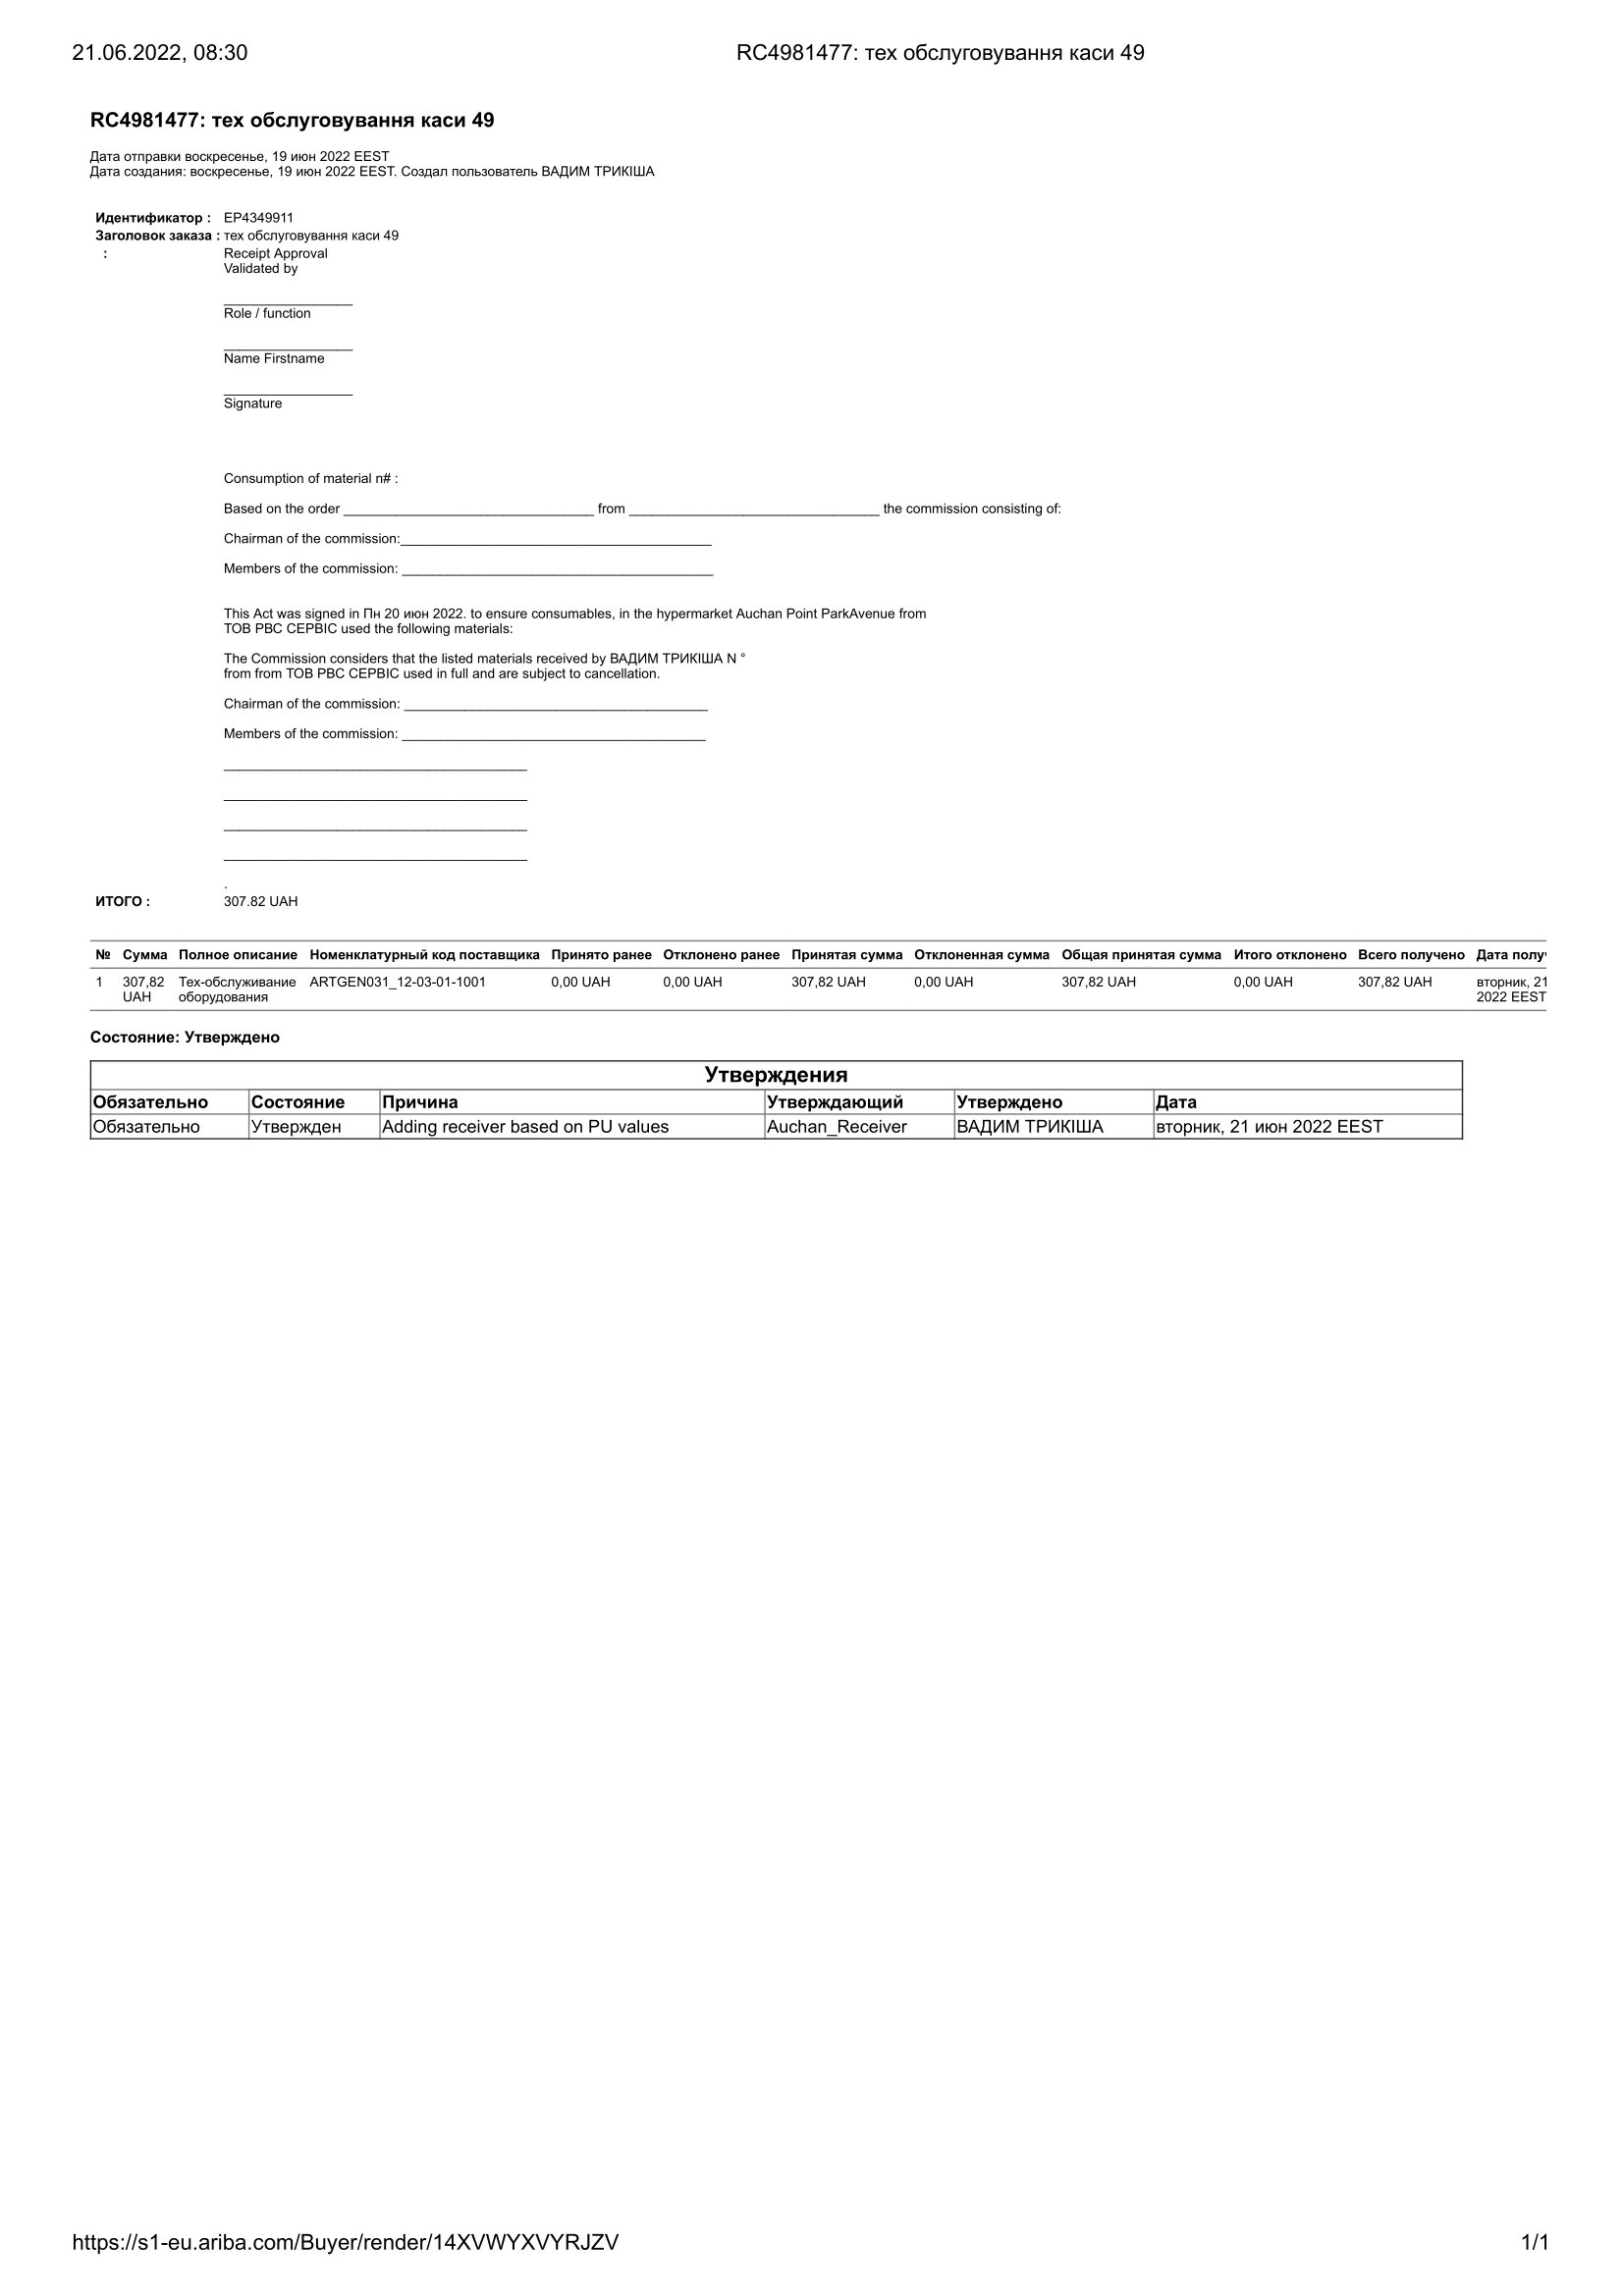 21.06.2022, 08:30 RC4981477: тех обслуговування каси 49
RC4981477: тех обслуговування каси 49
Дата отправки воскресенье, 19 июн 2022 EEST
Дата создания: воскресенье, 19 июн 2022 EEST. Создал пользователь ВАДИМ ТРИКІША
Идентификатор : EP4349911
Заголовок заказа : тех обслуговування каси 49
: Receipt Approval
Validated by
_________________
Role / function
_________________
Name Firstname
_________________
Signature
Consumption of material n# :
Based on the order _________________________________ from _________________________________ the commission consisting of:
Chairman of the commission:_________________________________________
Members of the commission: _________________________________________
This Act was signed in Пн 20 июн 2022. to ensure consumables, in the hypermarket Auchan Point ParkAvenue from
ТОВ РВС СЕРВІС used the following materials:
The Commission considers that the listed materials received by ВАДИМ ТРИКІША N °
from from ТОВ РВС СЕРВІС used in full and are subject to cancellation.
Chairman of the commission: ________________________________________
Members of the commission: ________________________________________
________________________________________
________________________________________
________________________________________
________________________________________
.
ИТОГО : 307.82 UAH
№ Сумма Полное описание Номенклатурный код поставщика Принято ранее Отклонено ранее Принятая сумма Отклоненная сумма Общая принятая сумма Итого отклонено Всего получено Дата полу
1 307,82 Тех-обслуживание ARTGEN031_12-03-01-1001 0,00 UAH 0,00 UAH 307,82 UAH 0,00 UAH 307,82 UAH 0,00 UAH 307,82 UAH вторник, 21
UAH оборудования 2022 EEST
Состояние: Утверждено
Утверждения
Обязательно Состояние Причина Утверждающий Утверждено Дата
Обязательно Утвержден Adding receiver based on PU values Auchan_Receiver ВАДИМ ТРИКІША вторник, 21 июн 2022 EEST
https://s1-eu.ariba.com/Buyer/render/14XVWYXVYRJZV 1/1